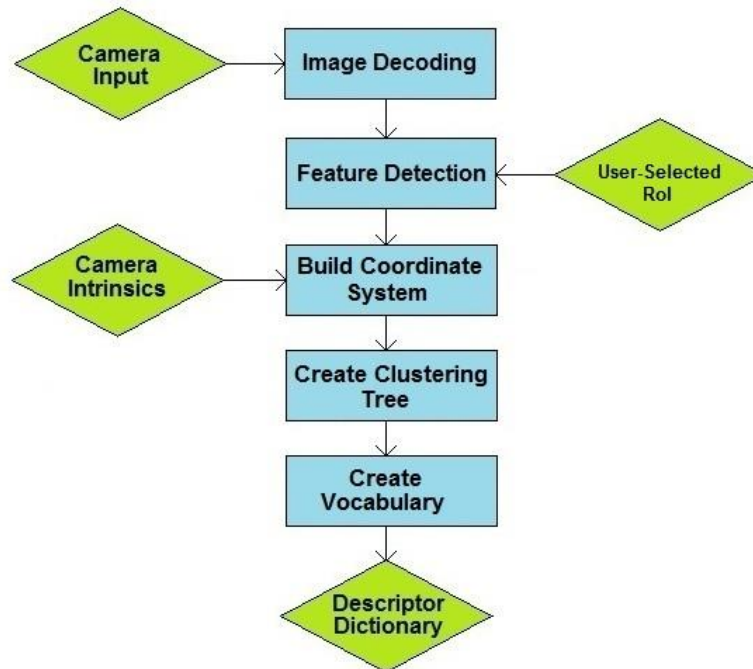 Camera
Input
Image Decoding
Feature Detection
User-Selected
RoI
Camera
Intrinsics
Build Coordinate
System
Create Clustering
Tree
Create
Vocabulary
Descriptor
Dictionary